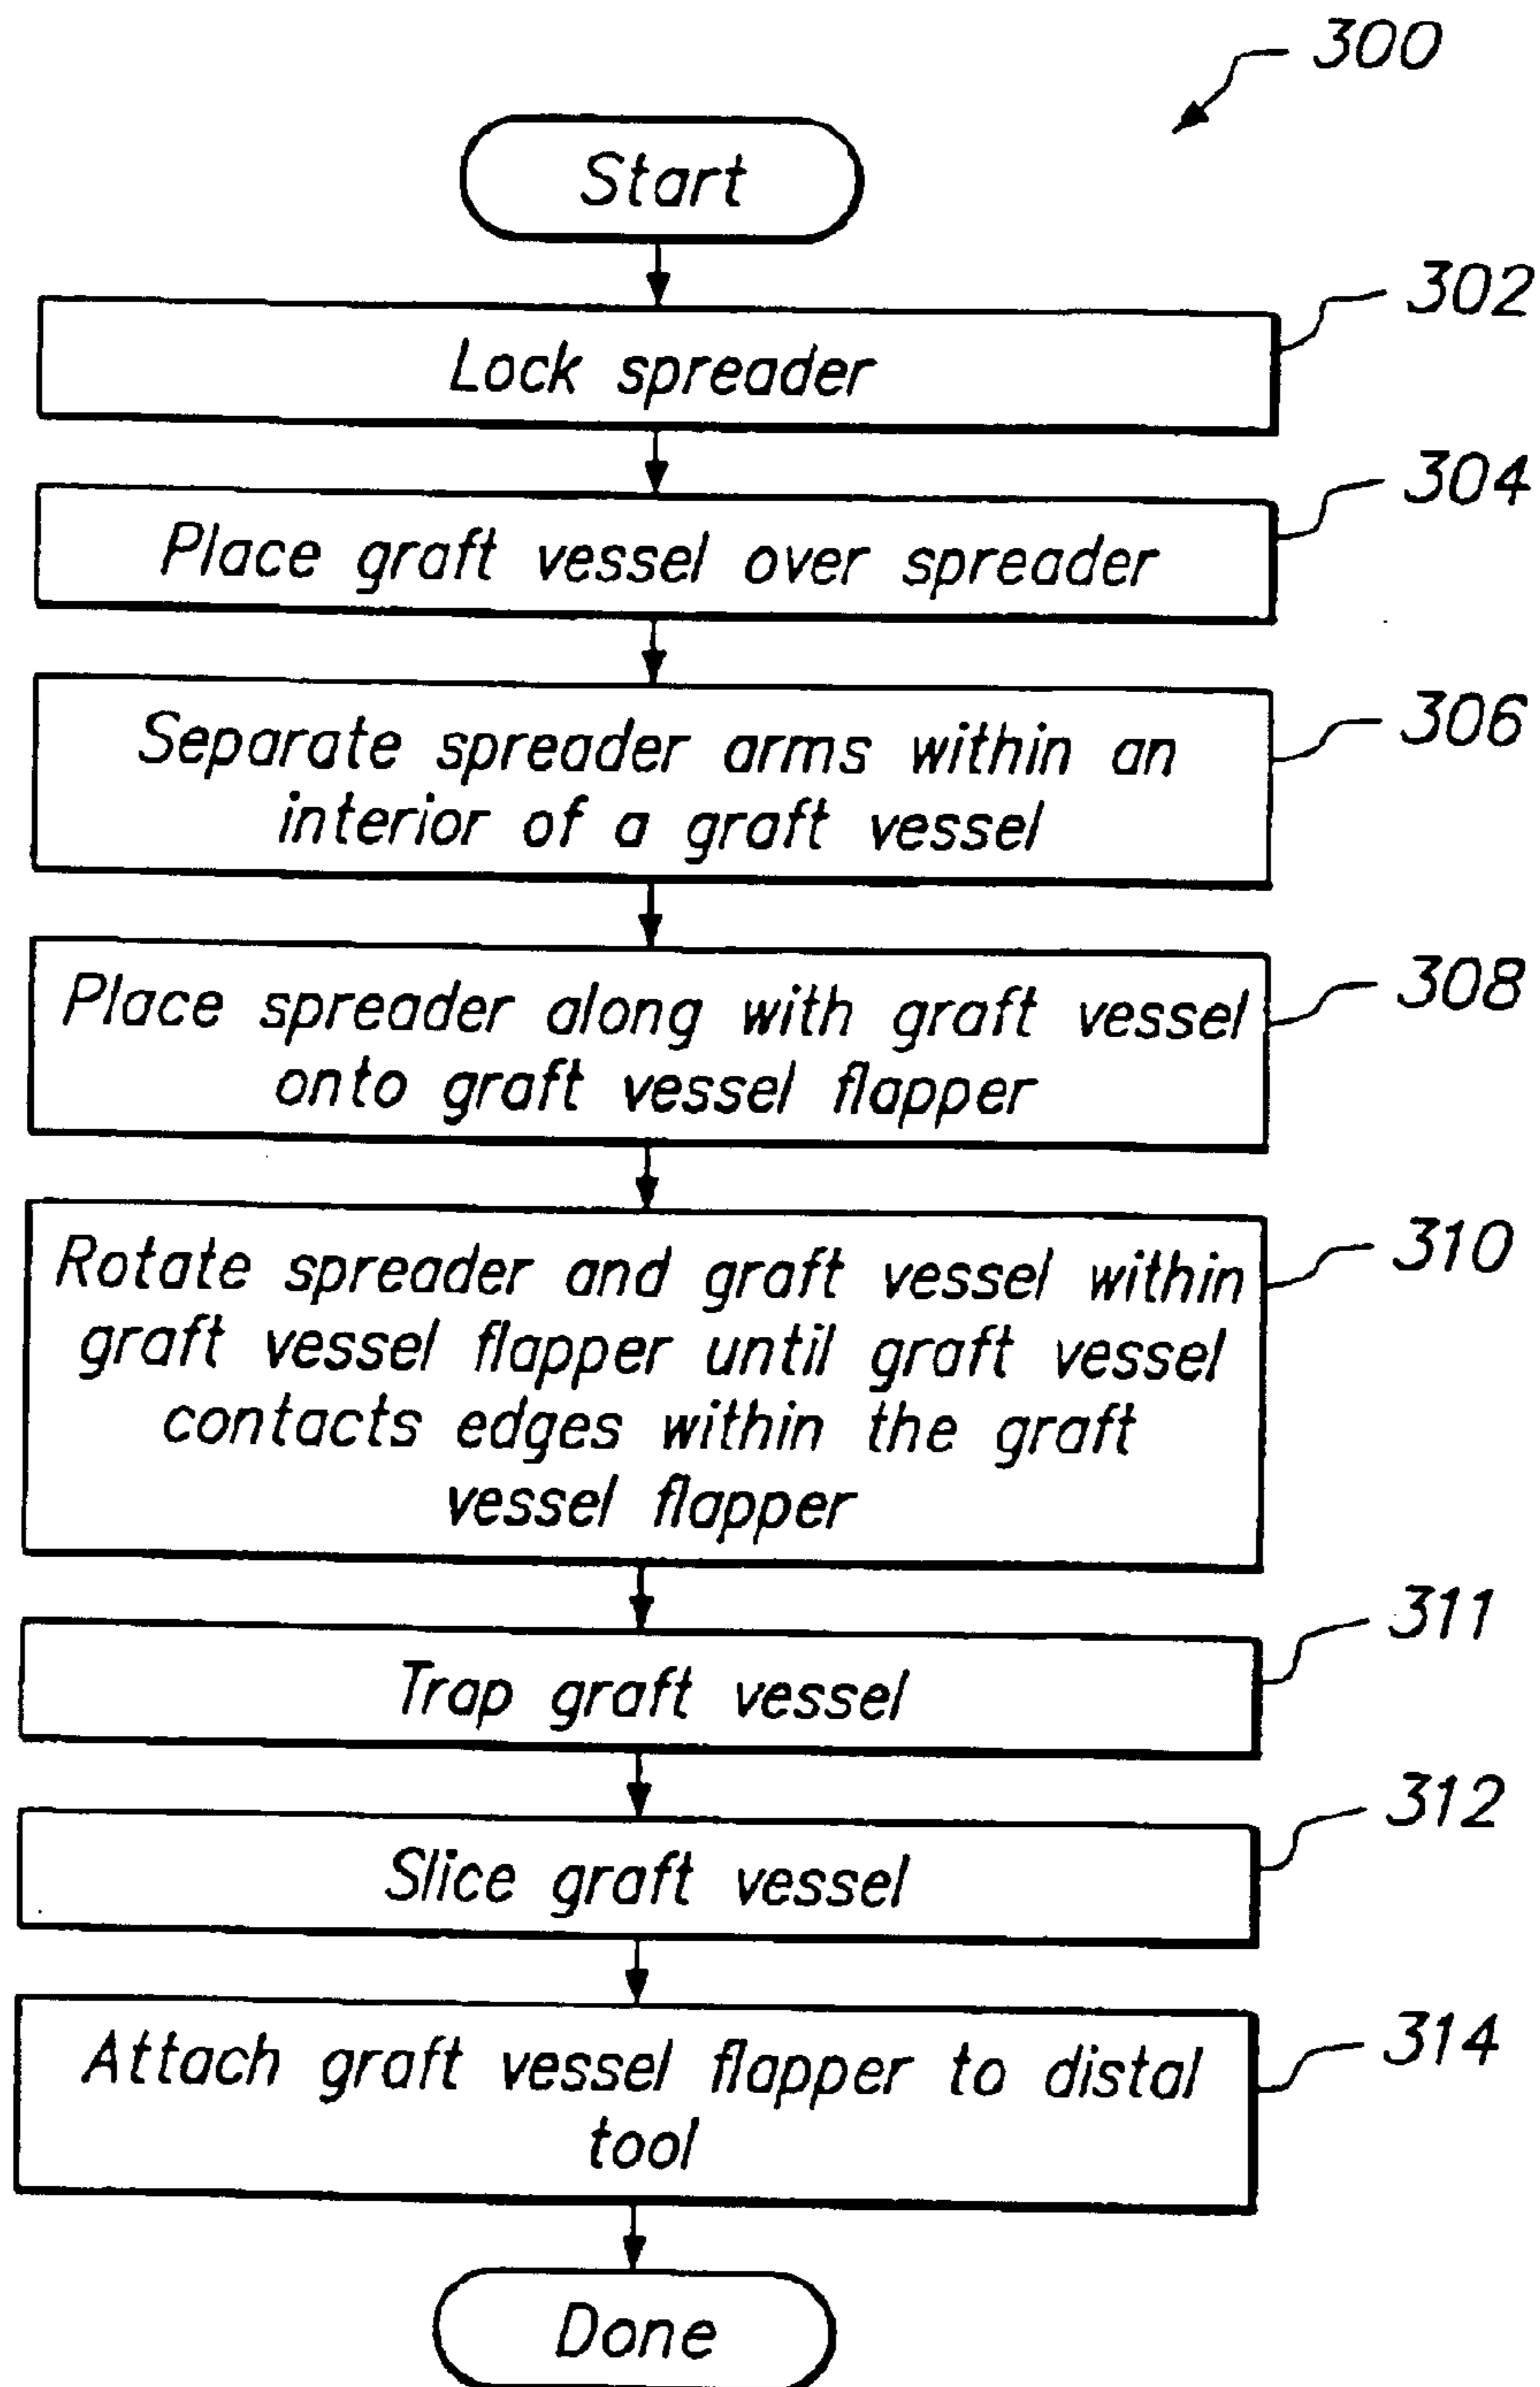 300
Start
302
Lock spreader
304
Place graft vessel over spreader
306
Separate spreader arms within an
interior of a graft vessel
308
Place spreader along with graft vessel
onto graft vessel flapper
310
Rotate spreader and graft vessel within
graft vessel flapper until graft vessel
contacts edges within the graft
vessel flapper
311
Trap graft vessel
312
Slice graft vessel
314
Attach graft vessel flapper to distal
tool
Done